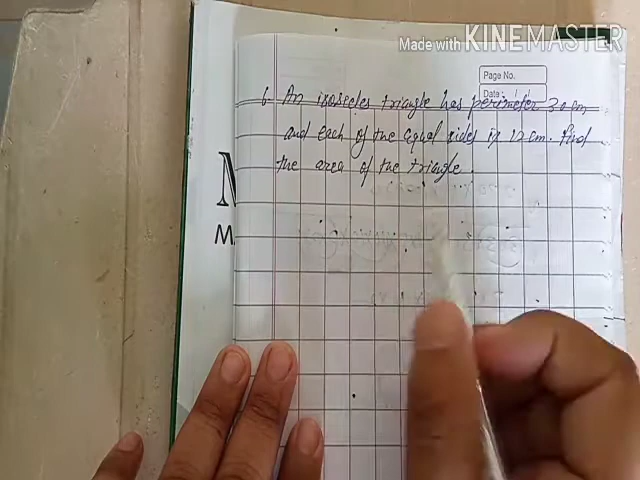 Made with KINEMASTER
Page No.
Date: / /
6. An isosceles triangle has perimeter 30 cm
and each of the equal sides is 12 cm. Find
the area of the triangle.
M